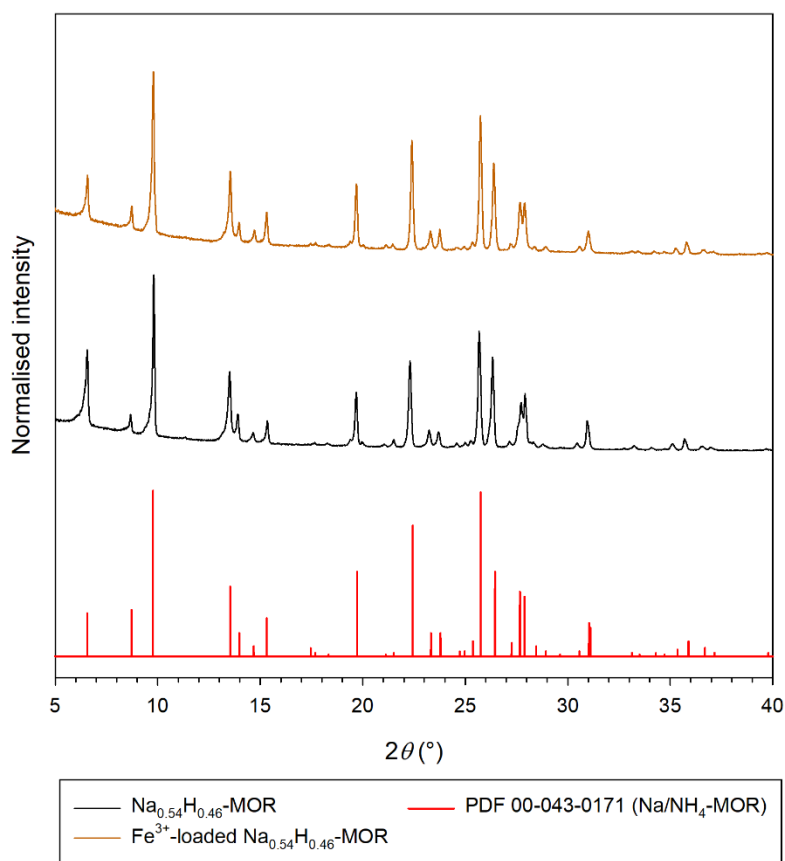 Normalised intensity
5 10 15 20 25 30 35 40
2θ (°)
Na₀.₅₄H₀.₄₆-MOR
PDF 00-043-0171 (Na/NH₄-MOR)
Fe³⁺-loaded Na₀.₅₄H₀.₄₆-MOR